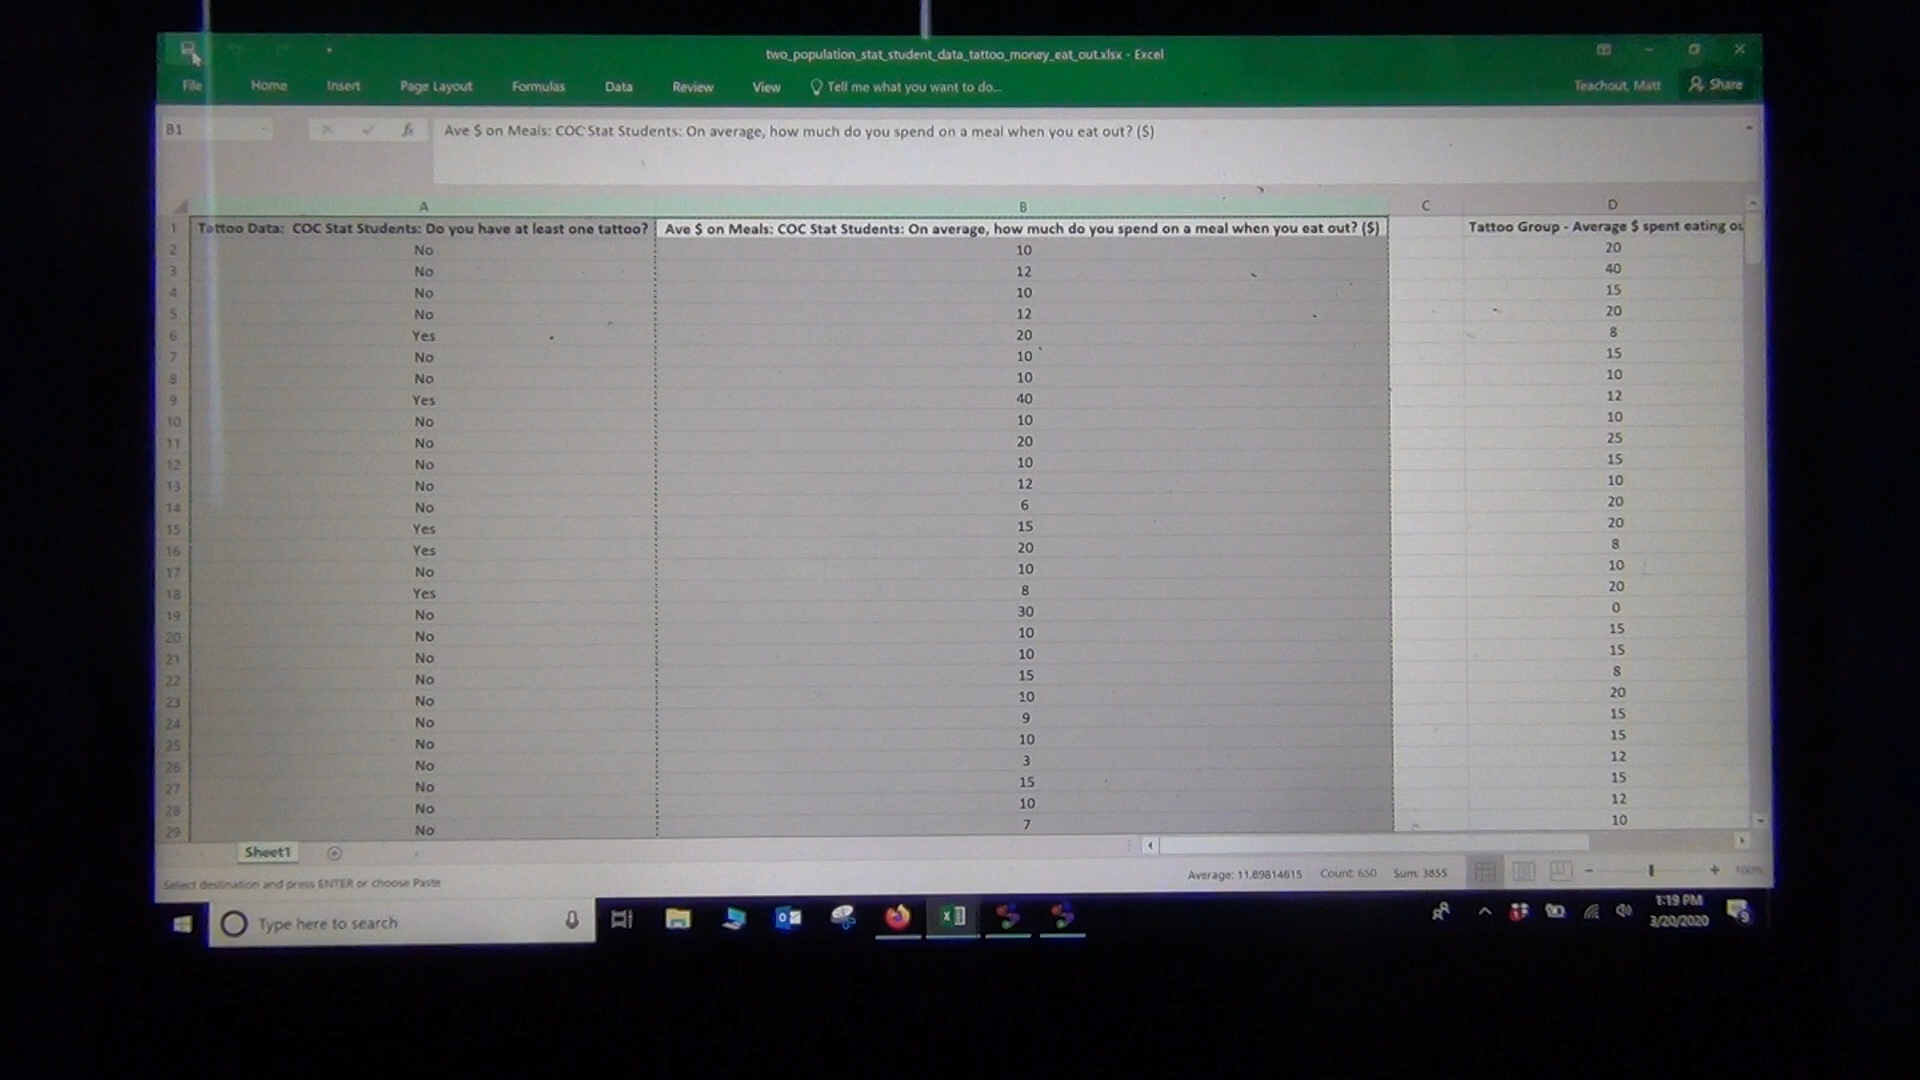 two_population_stat_student_data_tattoo_money_eat_out.xlsx - Excel
File Home Insert Page Layout Formulas Data Review View Tell me what you want to do... Teachout, Matt Share
B1 fx Ave $ on Meals: COC Stat Students: On average, how much do you spend on a meal when you eat out? ($)
A B C D
1 Tattoo Data: COC Stat Students: Do you have at least one tattoo? Ave $ on Meals: COC Stat Students: On average, how much do you spend on a meal when you eat out? ($) Tattoo Group - Average $ spent eating ou
2 No 10 20
3 No 12 40
4 No 10 15
5 No 12 20
6 Yes 20 8
7 No 10 15
8 No 10 10
9 Yes 40 12
10 No 10 10
11 No 20 25
12 No 10 15
13 No 12 10
14 No 6 20
15 Yes 15 20
16 Yes 20 8
17 No 10 10
18 Yes 8 20
19 No 30 0
20 No 10 15
21 No 10 15
22 No 15 8
23 No 10 20
24 No 9 15
25 No 10 15
26 No 3 12
27 No 15 15
28 No 10 12
29 No 7 10
Sheet1
Select destination and press ENTER or choose Paste Average: 11.89814815 Count: 650 Sum: 3855 100%
Type here to search
1:19 PM
3/20/2020